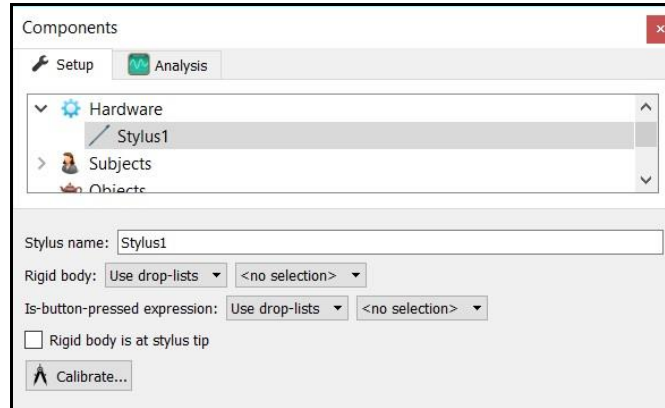 Components
Setup
Analysis
Hardware
Stylus1
Subjects
Objects
Stylus name: Stylus1
Rigid body: Use drop-lists <no selection>
Is-button-pressed expression: Use drop-lists <no selection>
Rigid body is at stylus tip
Calibrate...